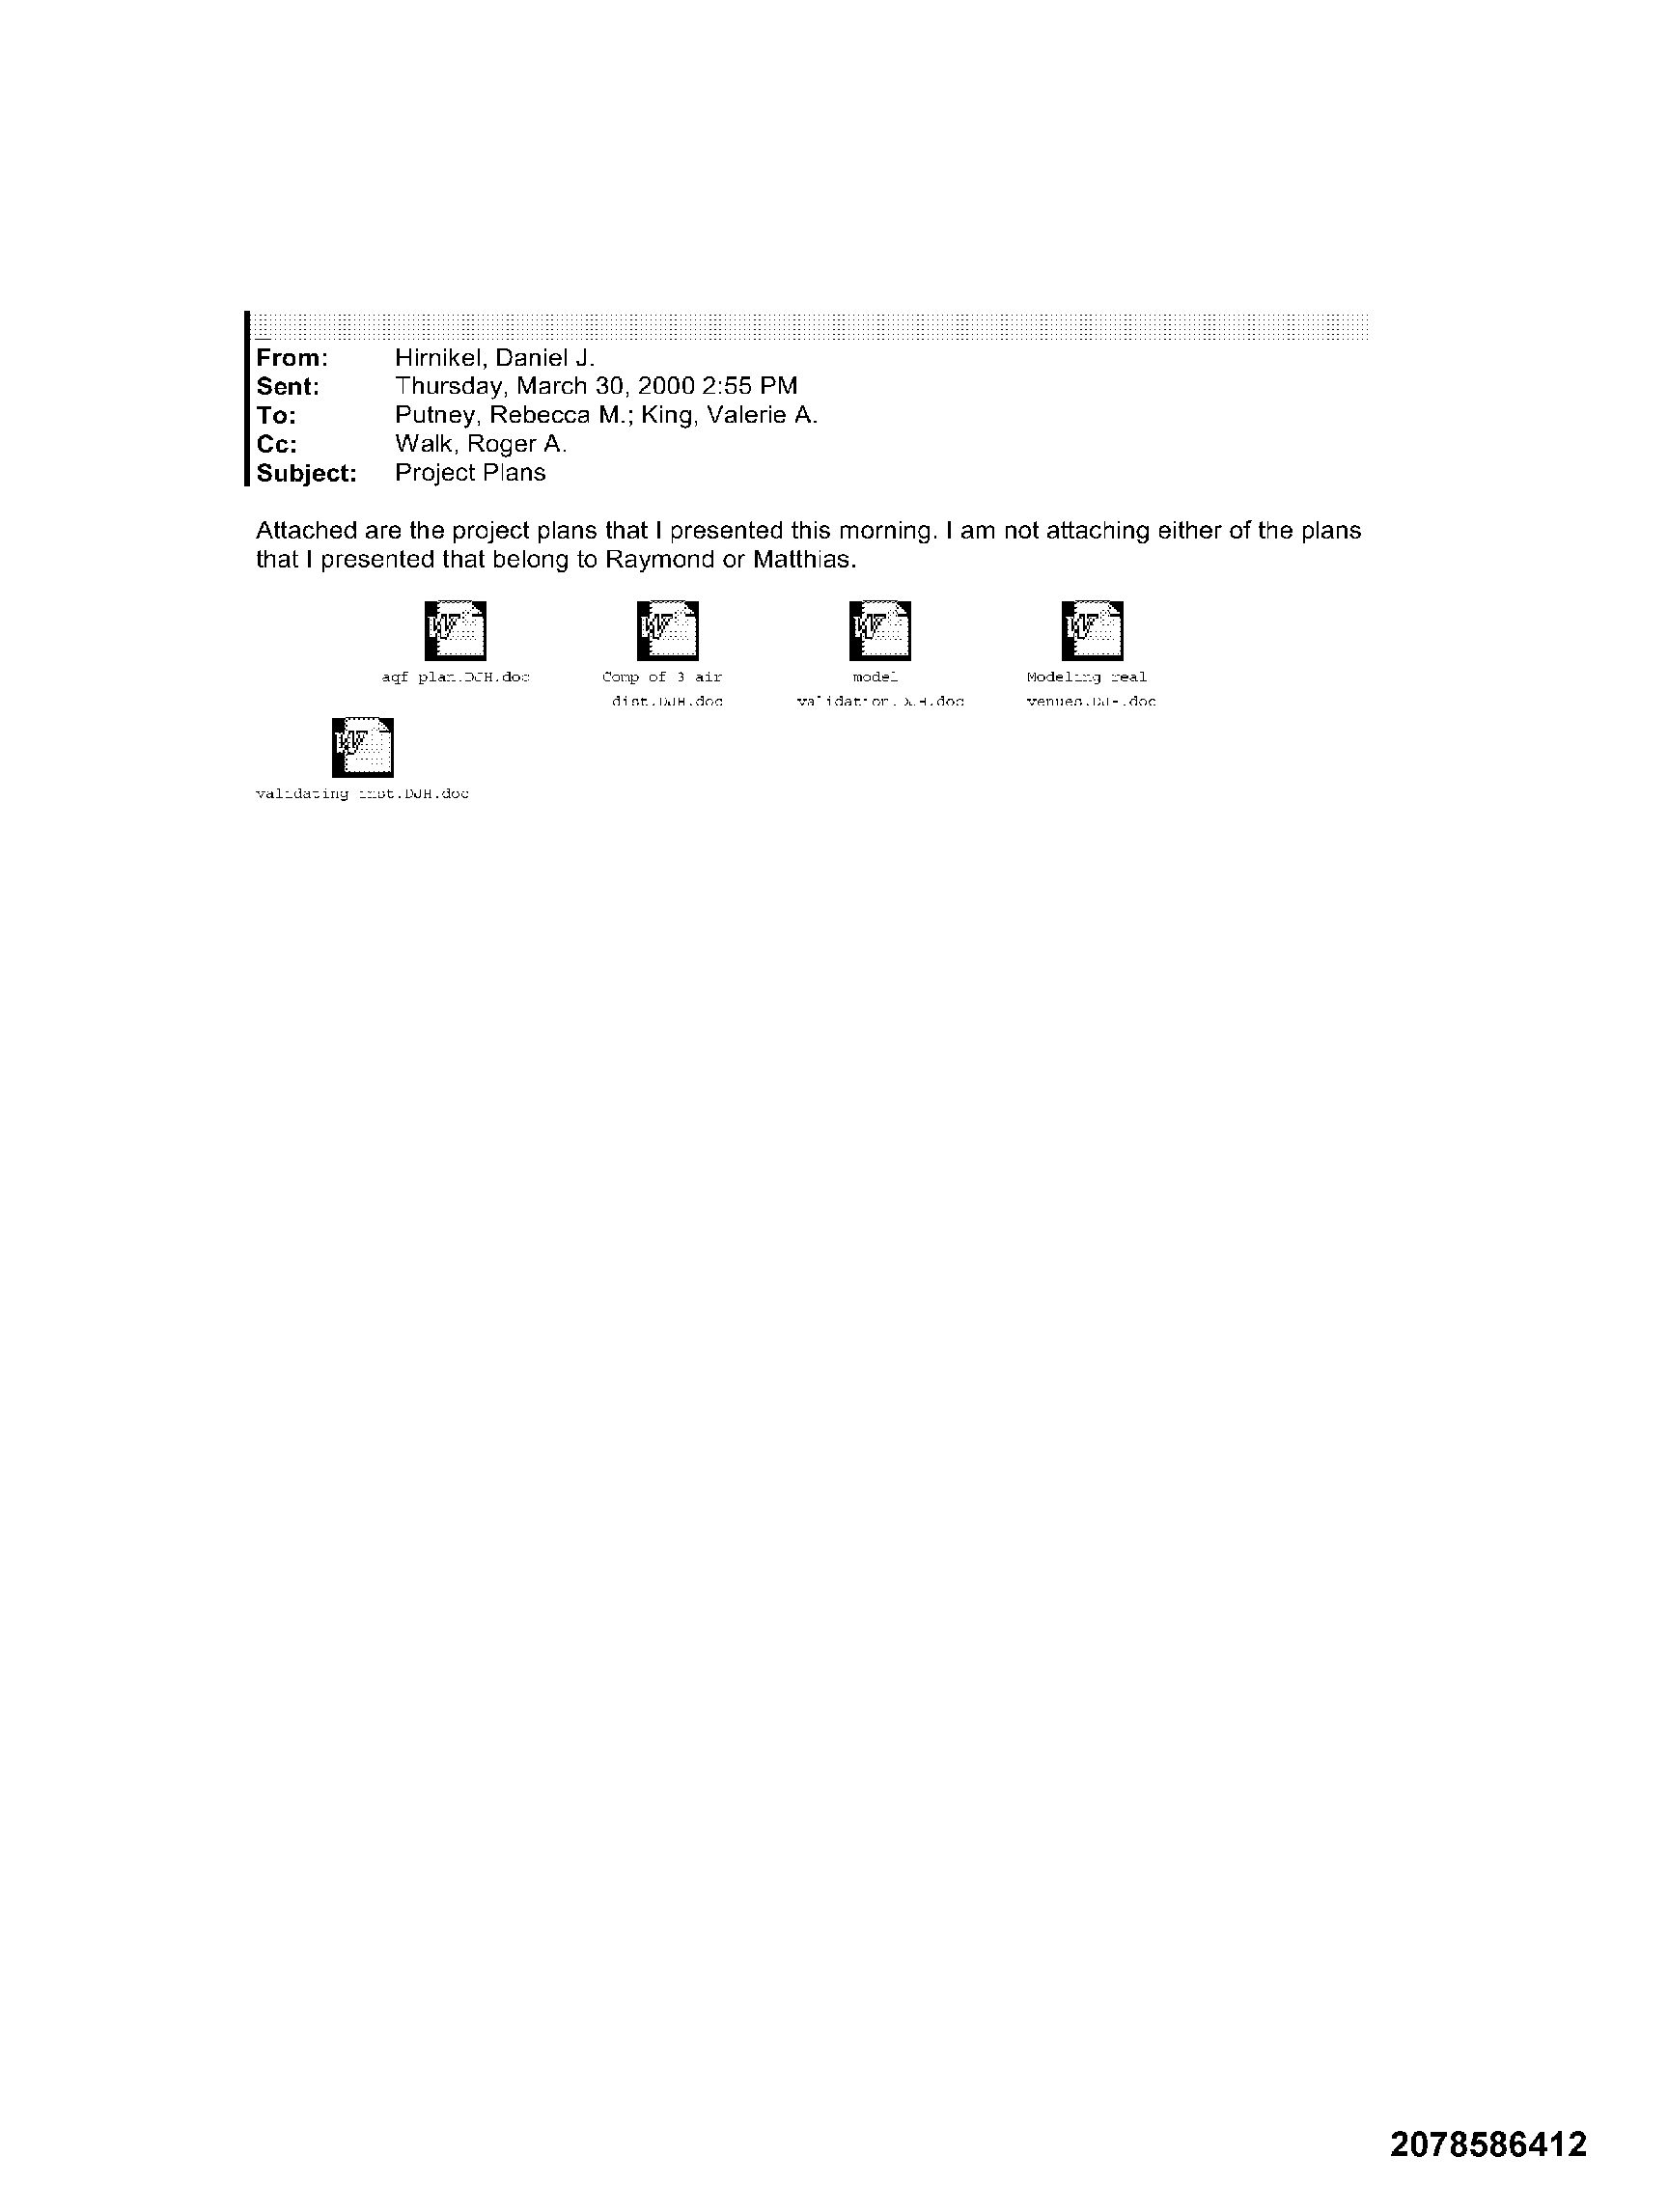 From: Hirnikel, Daniel J.
Sent: Thursday, March 30, 2000 2:55 PM
To: Putney, Rebecca M.; King, Valerie A.
Cc: Walk, Roger A.
Subject: Project Plans
Attached are the project plans that I presented this morning. I am not attaching either of the plans
that I presented that belong to Raymond or Matthias.
aqf plan.DJH.doc Comp of 3 air model Modeling real
dist.DJH.doc validation.DJH.doc venues.DJH.doc
validating inst.DJH.doc
2078586412